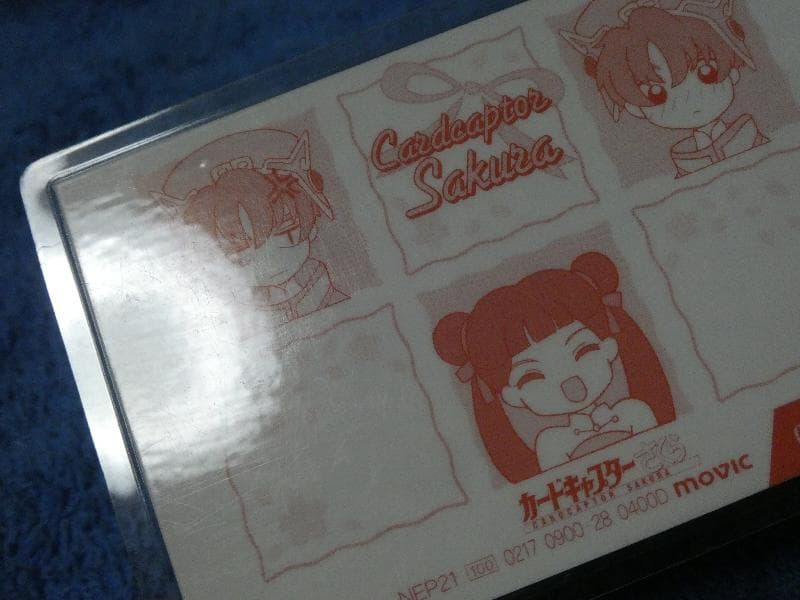 Cardcaptor
Sakura
カードキャプターさくら
CARDCAPTOR SAKURA
movic
NEP21 100 0217 0900 28 0400D